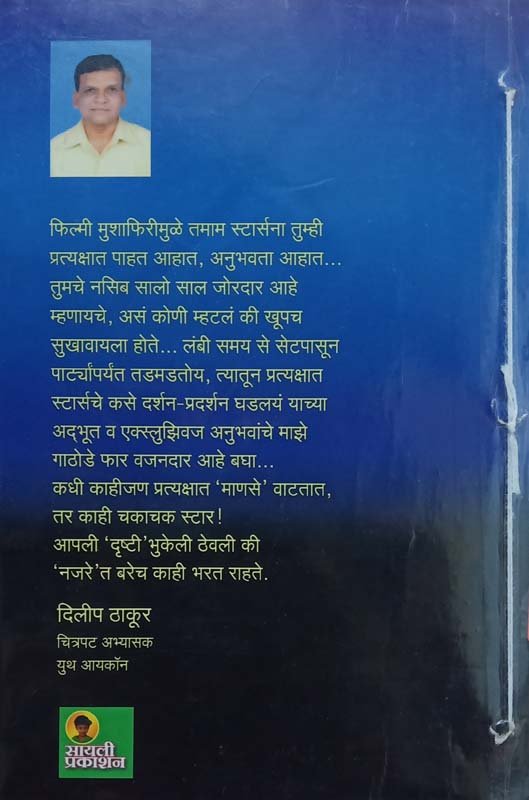 फिल्मी मुशाफिरीमुळे तमाम स्टार्सना तुम्ही
प्रत्यक्षात पाहत आहात, अनुभवता आहात...
तुमचे नसिब सालो साल जोरदार आहे
म्हणायचे, असं कोणी म्हटलं की खूपच
सुखावायला होते... लंबी समय से सेटपासून
पार्ट्यांपर्यंत तडमडतोय, त्यातून प्रत्यक्षात
स्टार्सचे कसे दर्शन-प्रदर्शन घडलयं याच्या
अद्‌भूत व एक्स्लुझिवज अनुभवांचे माझे
गाठोडे फार वजनदार आहे बघा...
कधी काहीजण प्रत्यक्षात ‘माणसे’ वाटतात,
तर काही चकाचक स्टार!
आपली ‘दृष्टी’भुकेली ठेवली की
‘नजरे’त बरेच काही भरत राहते.
दिलीप ठाकूर
चित्रपट अभ्यासक
युथ आयकॉन
सायली
प्रकाशन